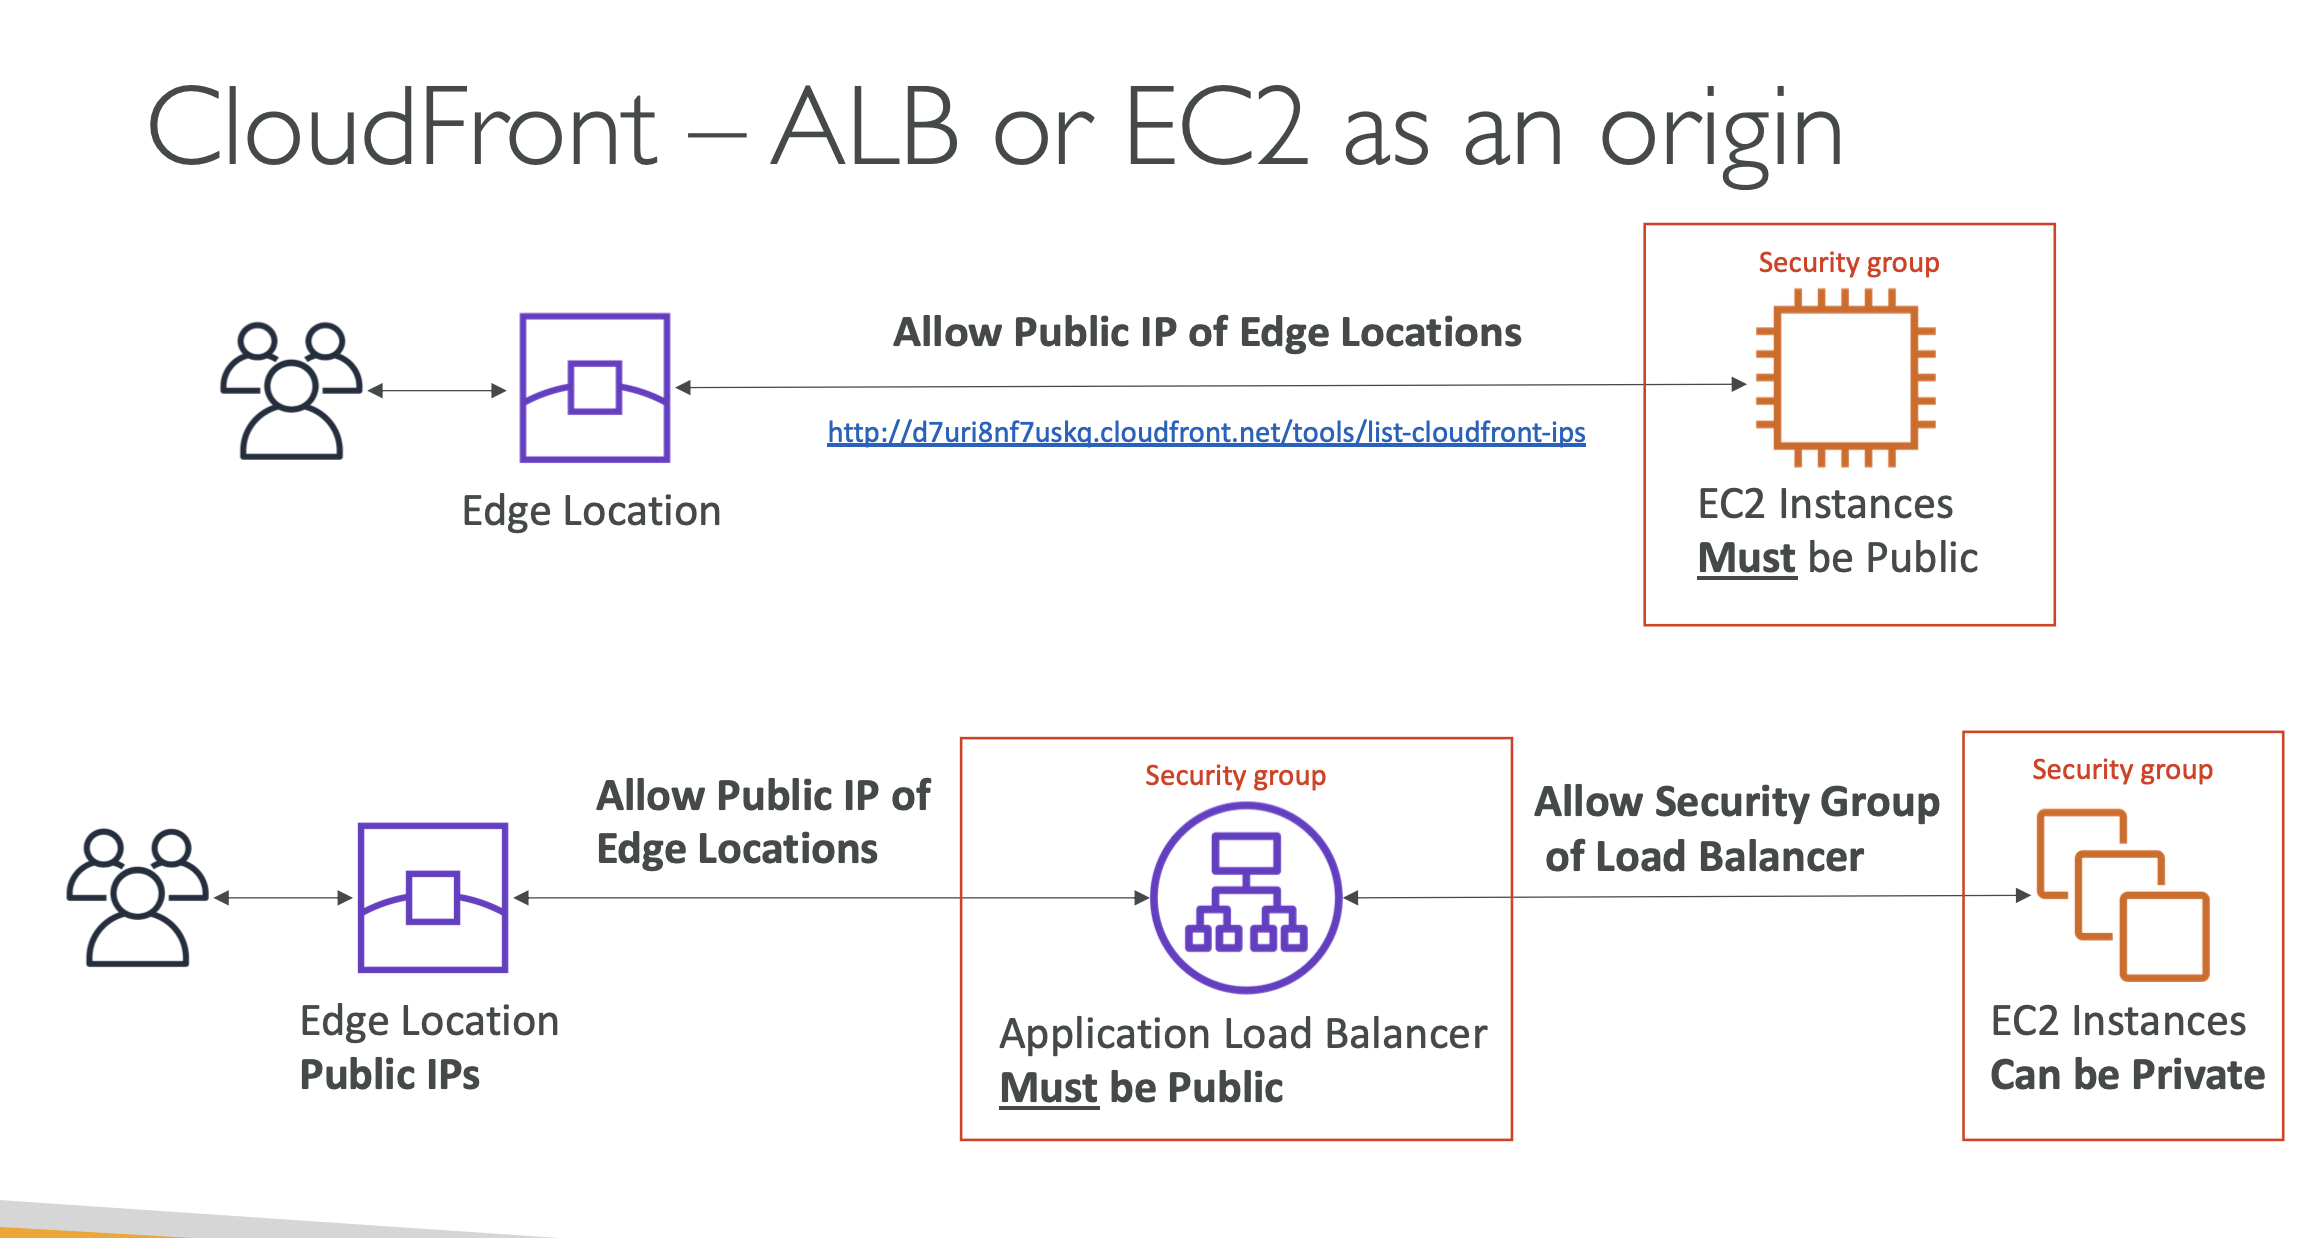 CloudFront – ALB or EC2 as an origin
Security group
Allow Public IP of Edge Locations
http://d7uri8nf7uskq.cloudfront.net/tools/list-cloudfront-ips
Edge Location
EC2 Instances
Must be Public
Security group
Security group
Allow Public IP of
Edge Locations
Allow Security Group
of Load Balancer
Edge Location
Public IPs
Application Load Balancer
Must be Public
EC2 Instances
Can be Private